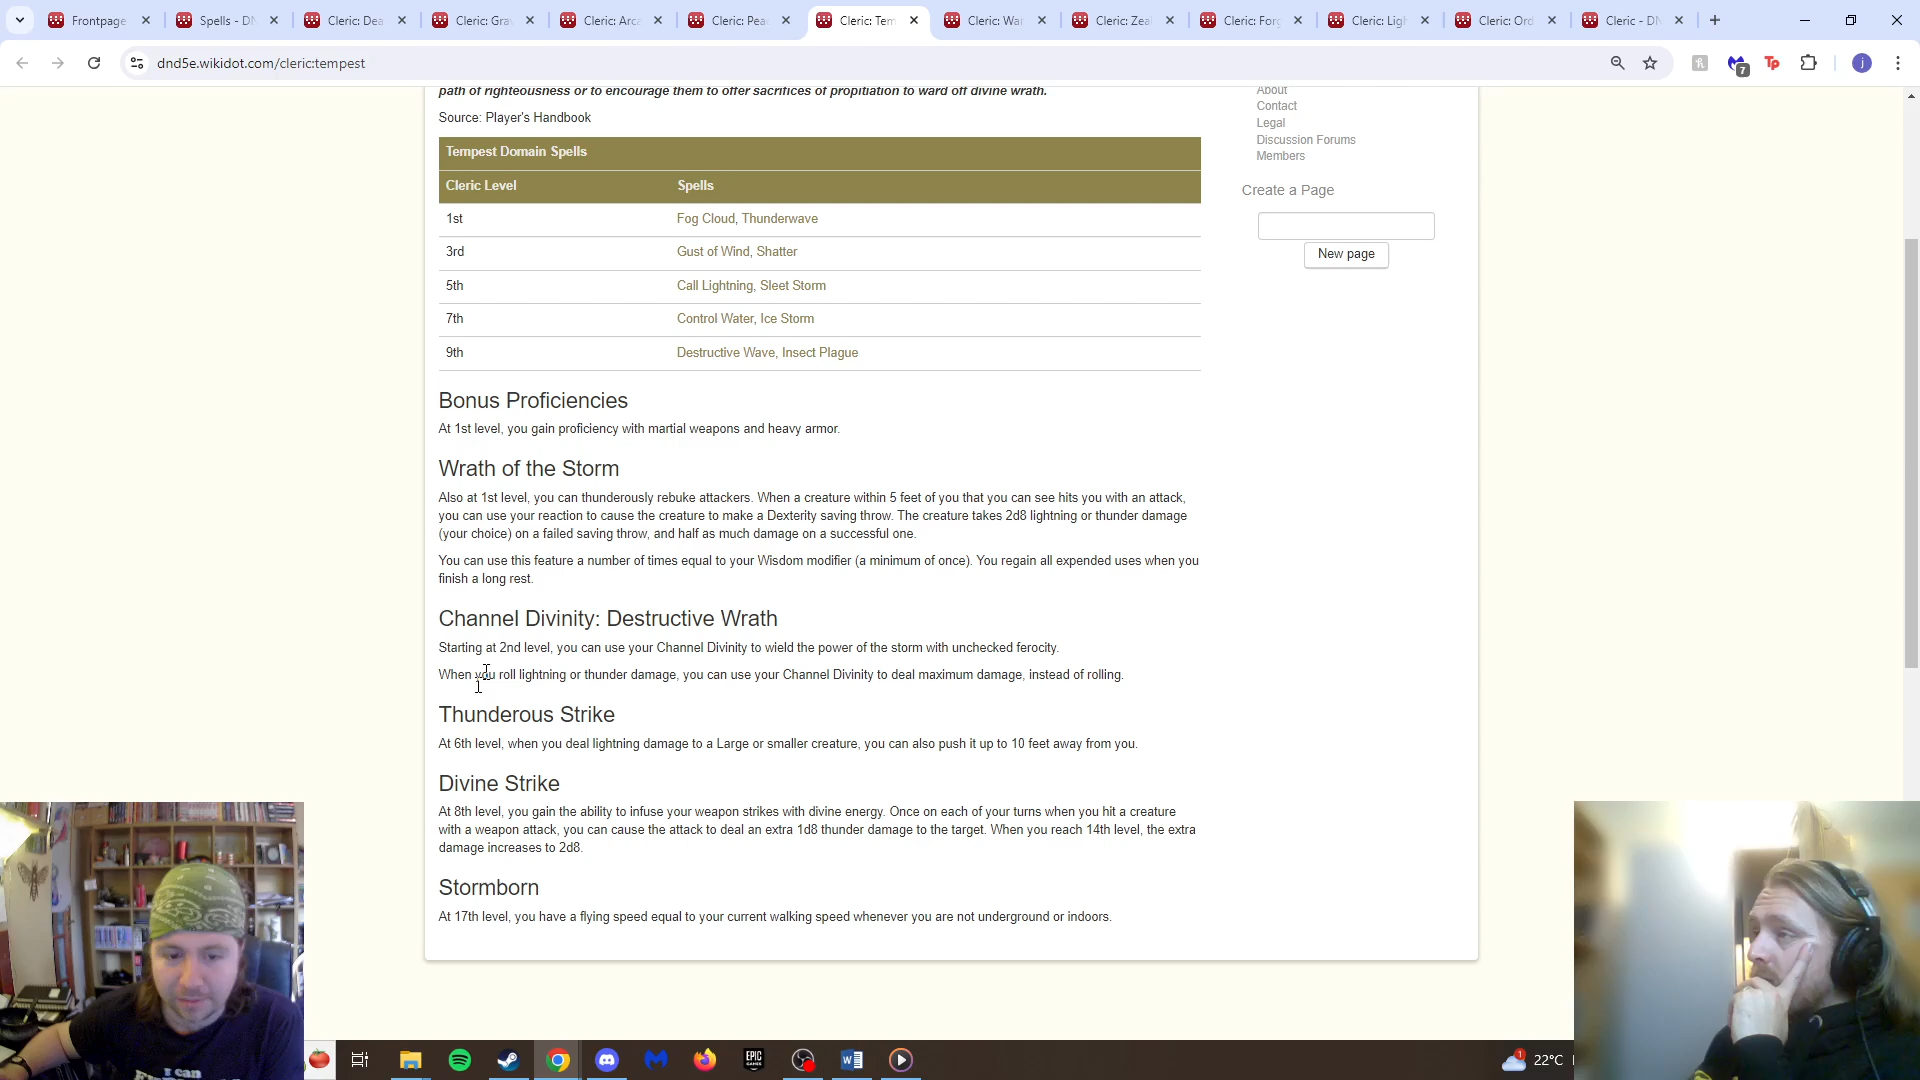 Frontpage
Spells - DN
Cleric: Dea
Cleric: Gra
Cleric: Arca
Cleric: Peac
Cleric: Tem
Cleric: War
Cleric: Zeal
Cleric: Forg
Cleric: Ligh
Cleric: Ord
Cleric - DN
dnd5e.wikidot.com/cleric:tempest
7
Tp
j
path of righteousness or to encourage them to offer sacrifices of propitiation to ward off divine wrath.
Source: Player's Handbook
Tempest Domain Spells
Cleric Level Spells
1st Fog Cloud, Thunderwave
3rd Gust of Wind, Shatter
5th Call Lightning, Sleet Storm
7th Control Water, Ice Storm
9th Destructive Wave, Insect Plague
Bonus Proficiencies
At 1st level, you gain proficiency with martial weapons and heavy armor.
Wrath of the Storm
Also at 1st level, you can thunderously rebuke attackers. When a creature within 5 feet of you that you can see hits you with an attack,
you can use your reaction to cause the creature to make a Dexterity saving throw. The creature takes 2d8 lightning or thunder damage
(your choice) on a failed saving throw, and half as much damage on a successful one.
You can use this feature a number of times equal to your Wisdom modifier (a minimum of once). You regain all expended uses when you
finish a long rest.
Channel Divinity: Destructive Wrath
Starting at 2nd level, you can use your Channel Divinity to wield the power of the storm with unchecked ferocity.
When you roll lightning or thunder damage, you can use your Channel Divinity to deal maximum damage, instead of rolling.
Thunderous Strike
At 6th level, when you deal lightning damage to a Large or smaller creature, you can also push it up to 10 feet away from you.
Divine Strike
At 8th level, you gain the ability to infuse your weapon strikes with divine energy. Once on each of your turns when you hit a creature
with a weapon attack, you can cause the attack to deal an extra 1d8 thunder damage to the target. When you reach 14th level, the extra
damage increases to 2d8.
Stormborn
At 17th level, you have a flying speed equal to your current walking speed whenever you are not underground or indoors.
About
Contact
Legal
Discussion Forums
Members
Create a Page
New page
I can
EPIC
GAMES
1
22°C